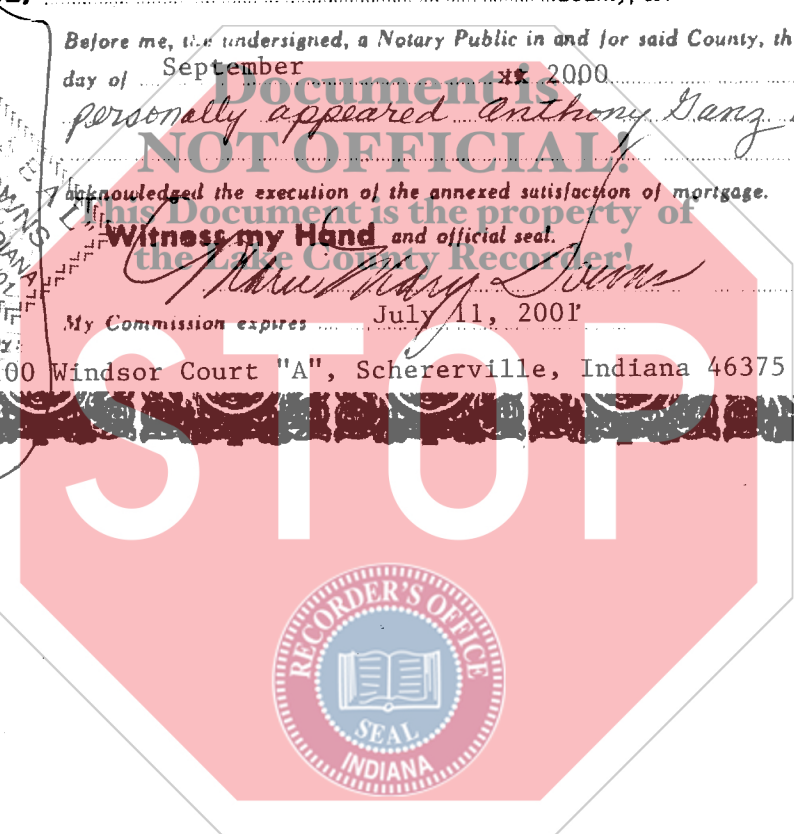 Before me, the undersigned, a Notary Public in and for said County, th
day of September xx 2000
personally appeared Anthony Ganz
acknowledged the execution of the annexed satisfaction of mortgage.
Witness my Hand and official seal.
Marie Mary
My Commission expires July 11, 2001
00 Windsor Court "A", Schererville, Indiana 46375
Document is
NOT OFFICIAL!
This Document is the property of
the Lake County Recorder!
STOP
RECORDER'S OFFICE
SEAL
INDIANA